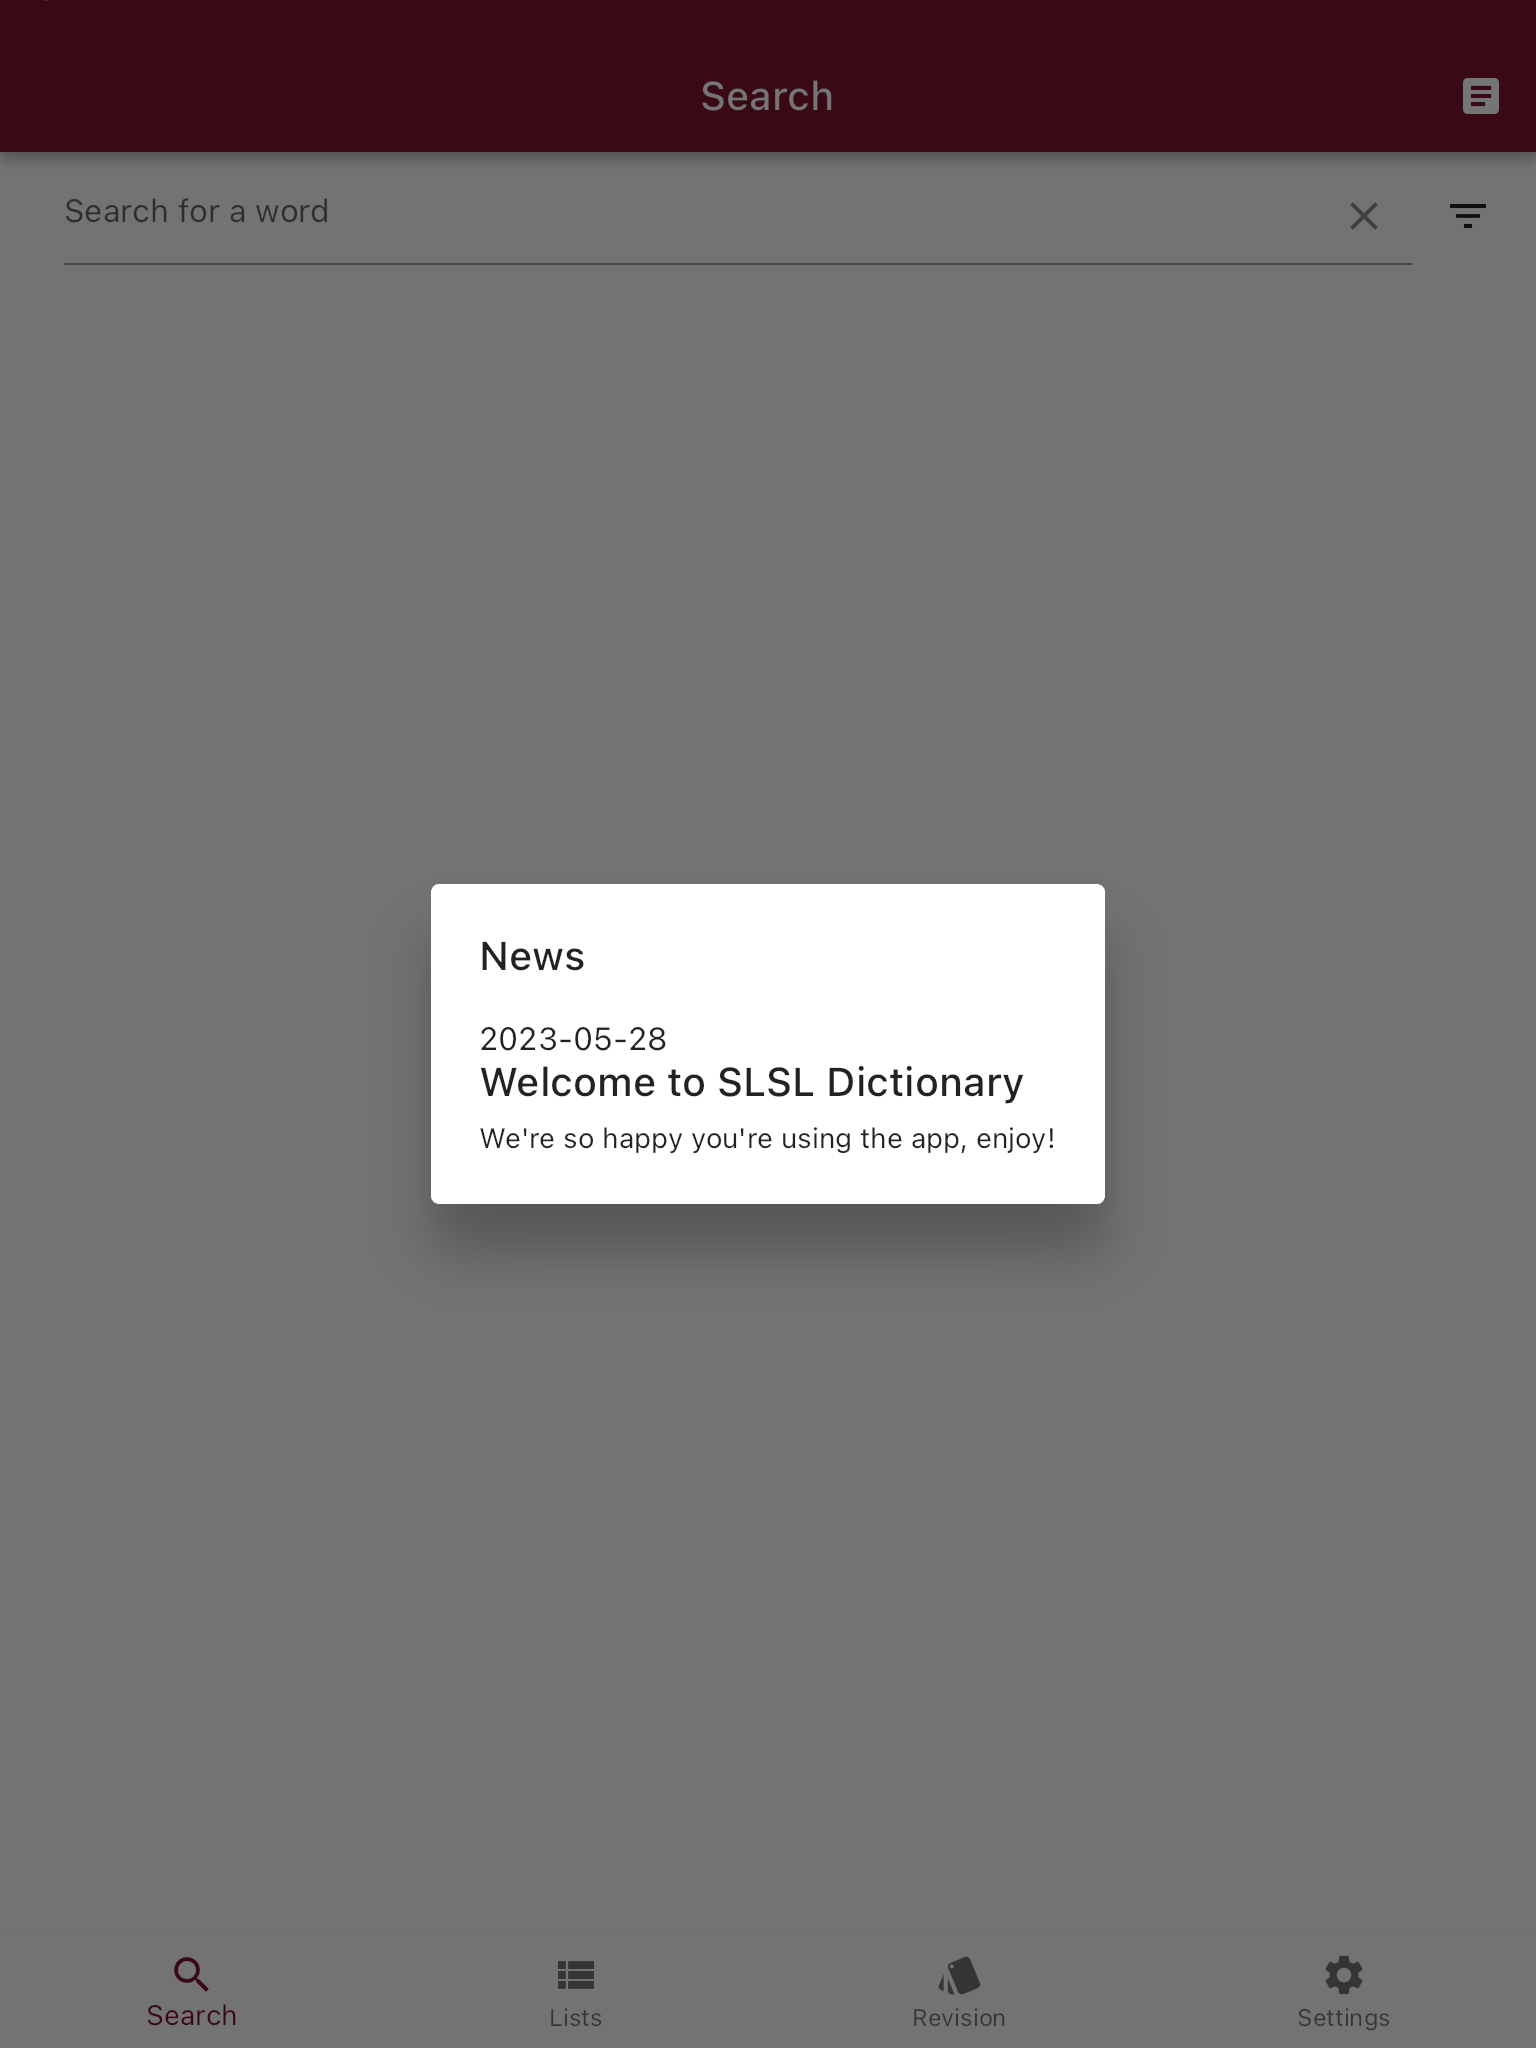 Search
Search for a word
News
2023-05-28
Welcome to SLSL Dictionary
We're so happy you're using the app, enjoy!
Search
Lists
Revision
Settings